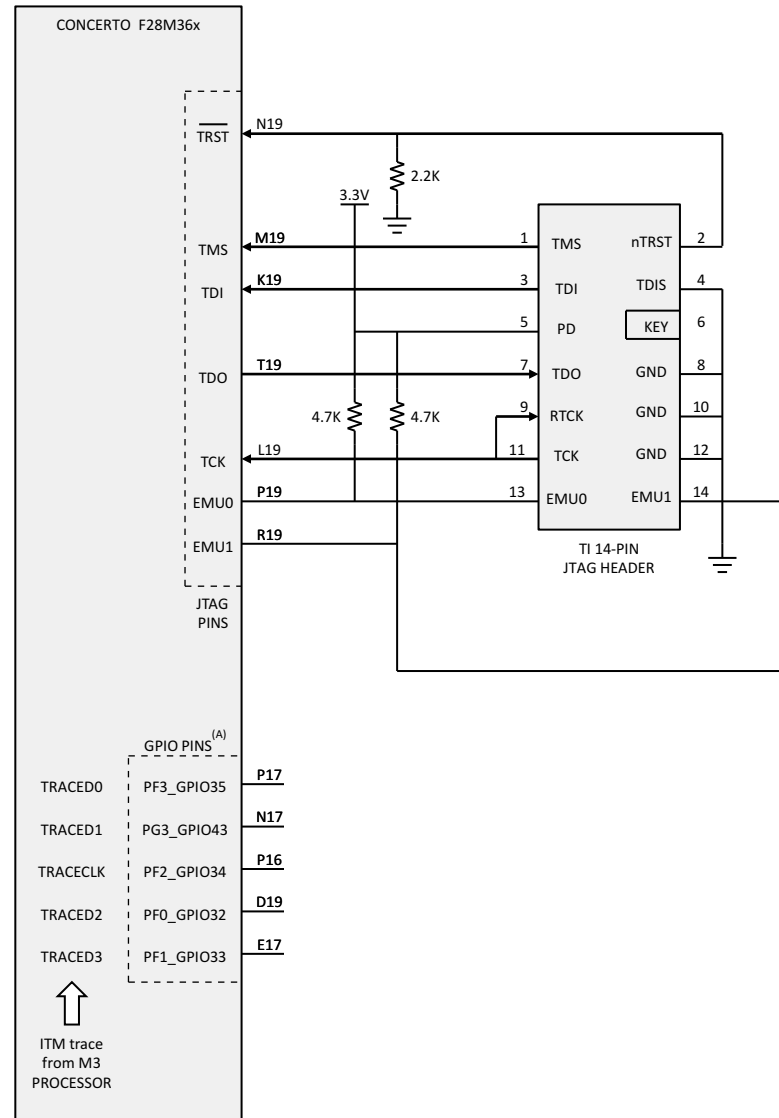 CONCERTO F28M36x
TRST
N19
2.2K
3.3V
TMS
M19
1
TMS
nTRST
2
TDI
K19
3
TDI
TDIS
4
5
PD
KEY
6
TDO
T19
7
TDO
GND
8
4.7K
4.7K
9
RTCK
GND
10
TCK
L19
11
TCK
GND
12
EMU0
P19
13
EMU0
EMU1
14
EMU1
R19
TI 14-PIN
JTAG HEADER
JTAG
PINS
GPIO PINS(A)
TRACED0
PF3_GPIO35
P17
TRACED1
PG3_GPIO43
N17
TRACECLK
PF2_GPIO34
P16
TRACED2
PF0_GPIO32
D19
TRACED3
PF1_GPIO33
E17
ITM trace
from M3
PROCESSOR